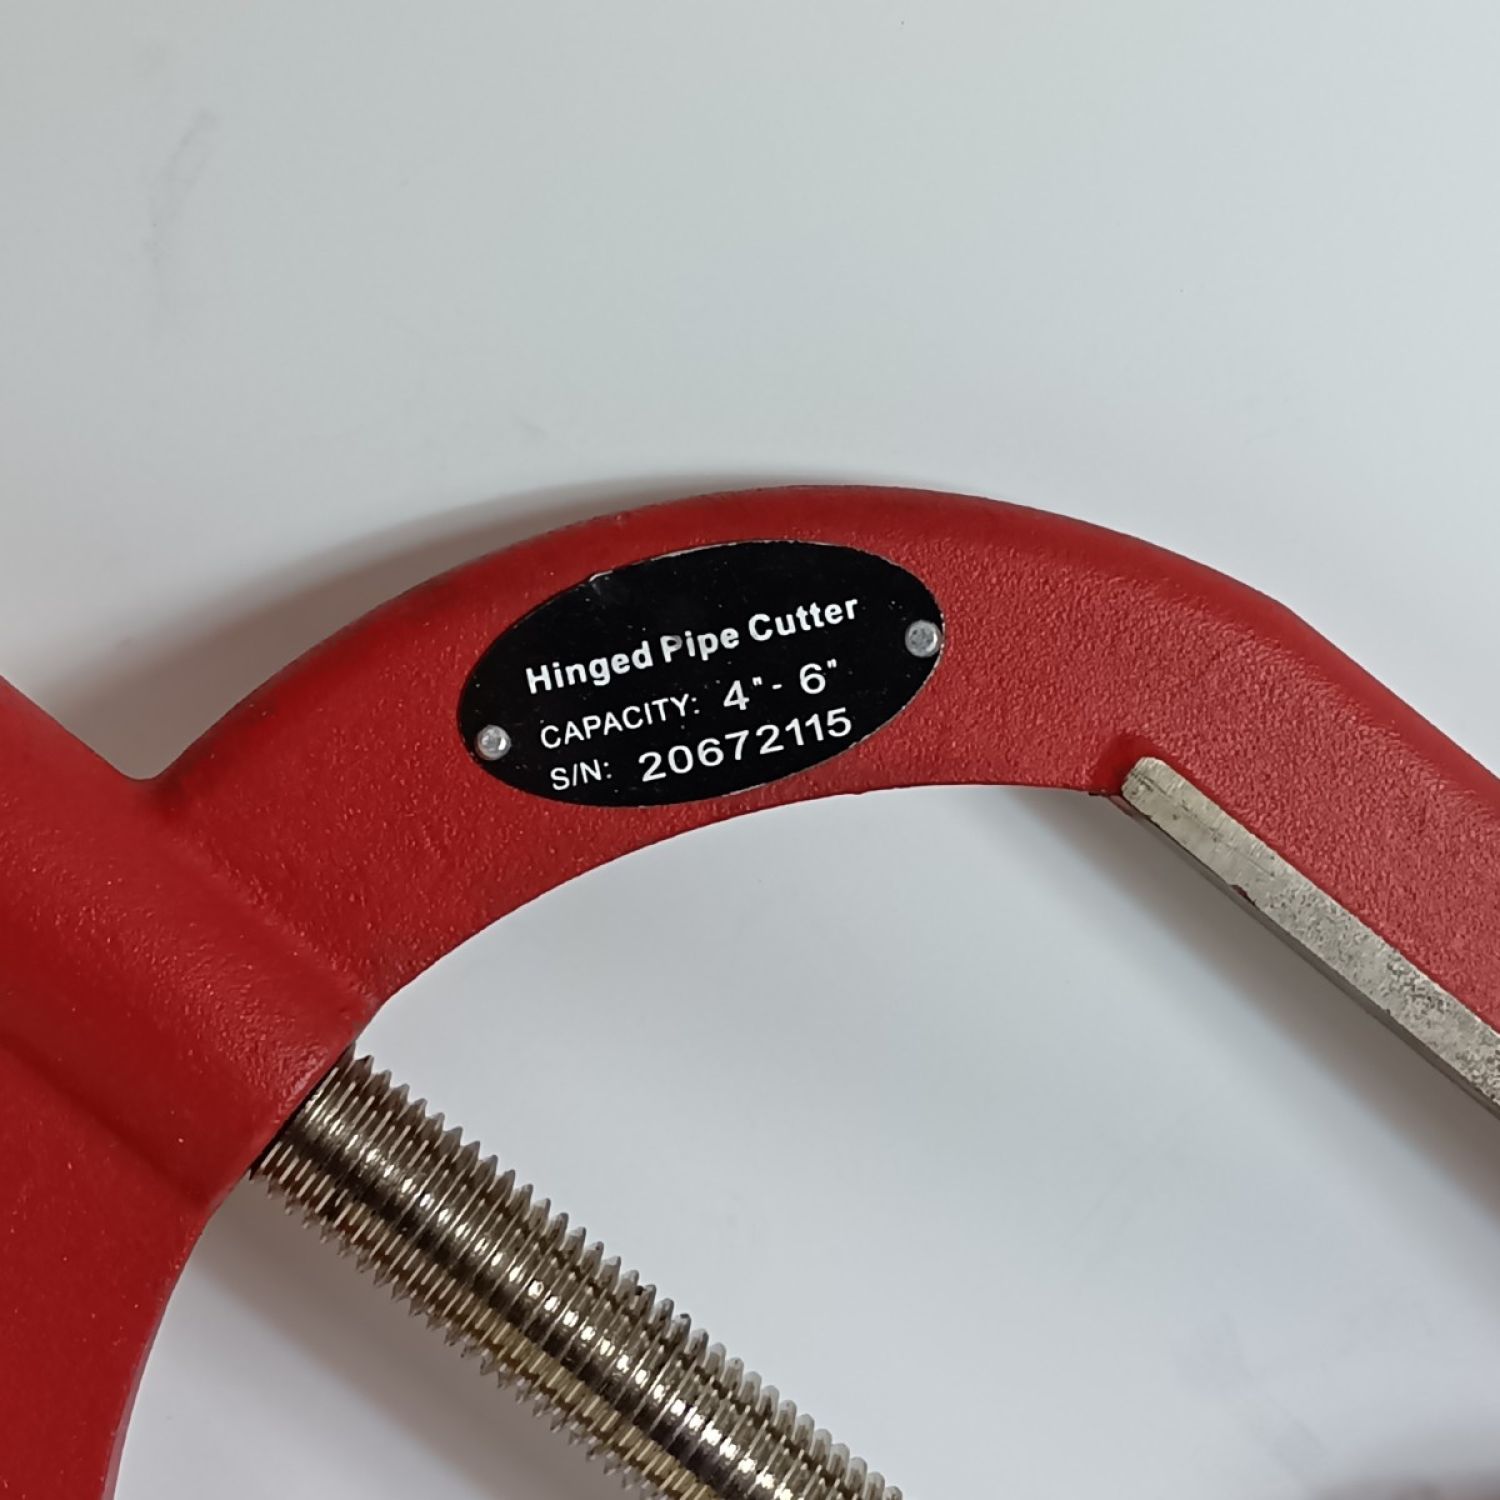 Hinged Pipe Cutter
CAPACITY: 4"- 6"
S/N: 20672115